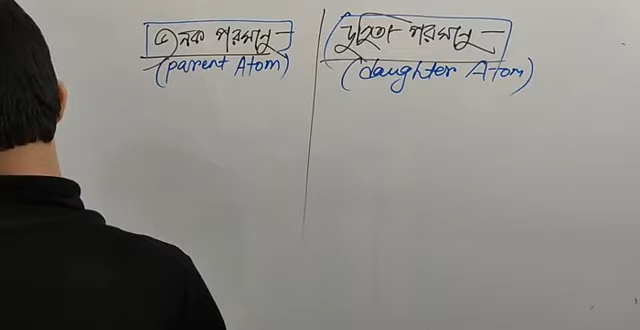 জনক পরমানু- দুহিতা পরমানু-
(parent Atom) (daughter Atom)